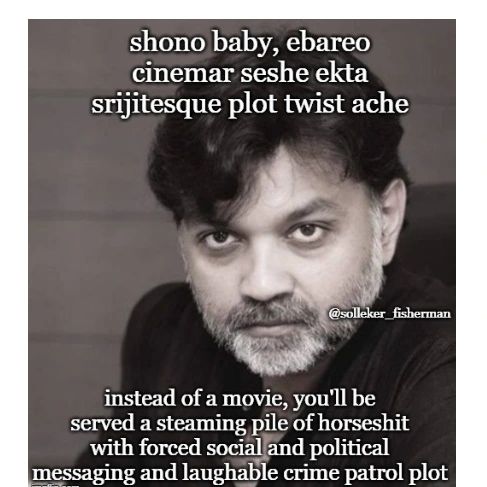 shono baby, ebareo
cinemar seshe ekta
srijitesque plot twist ache
@solleker_fisherman
instead of a movie, you'll be
served a steaming pile of horseshit
with forced social and political
messaging and laughable crime patrol plot